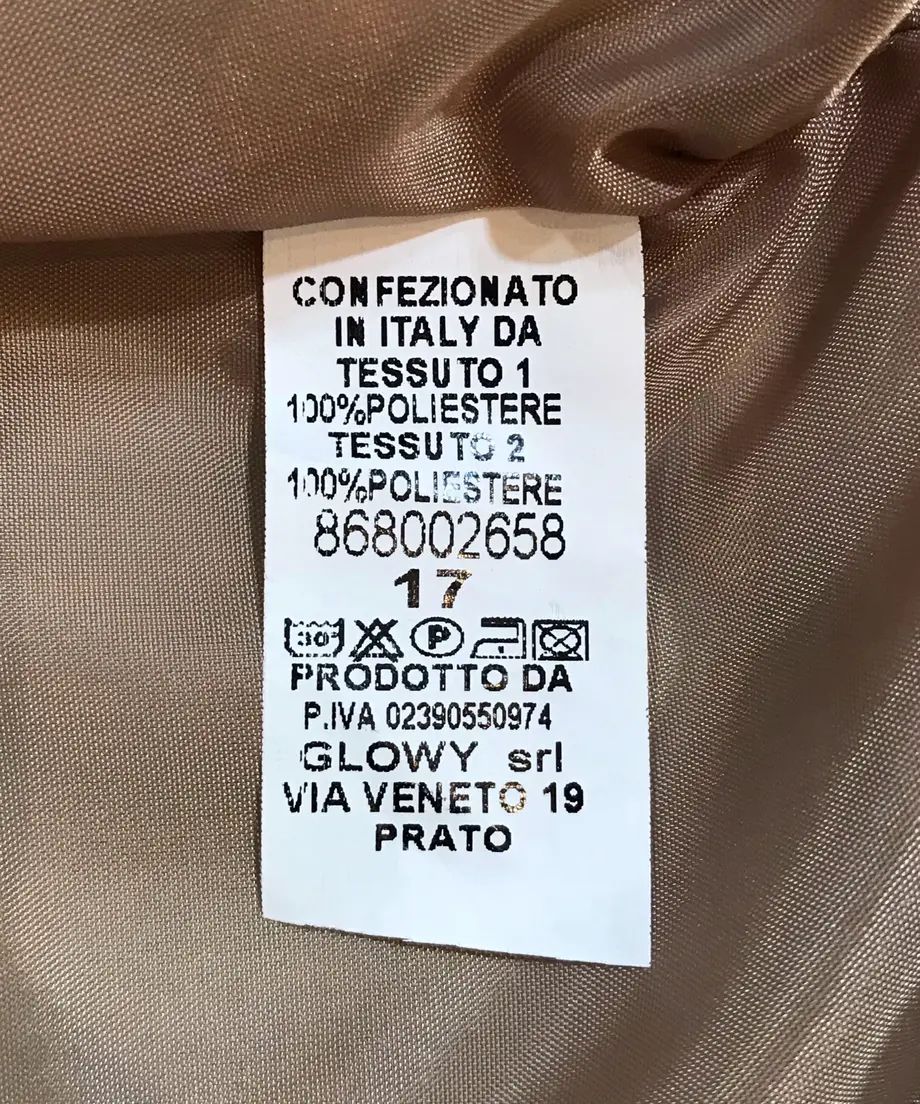 CONFEZIONATO
IN ITALY DA
TESSUTO 1
100%POLIESTERE
TESSUTO 2
100%POLIESTERE
868002658
17
30° P
PRODOTTO DA
P.IVA 02390550974
GLOWY srl
VIA VENETO 19
PRATO